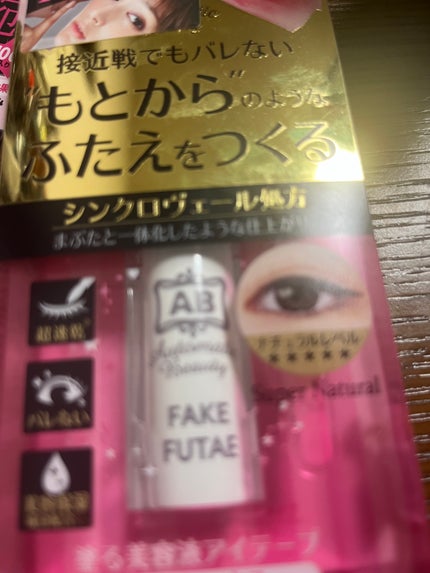 接近戦でもバレない
"もとから"のような
ふたえをつくる
シンクロヴェール処方
まぶたと一体化したような仕上がり
AB
Automatic
Beauty
FAKE
FUTAE
超速乾
バレない
ナチュラルレベル
★★★★★
Super Natural
塗る美容液アイテープ